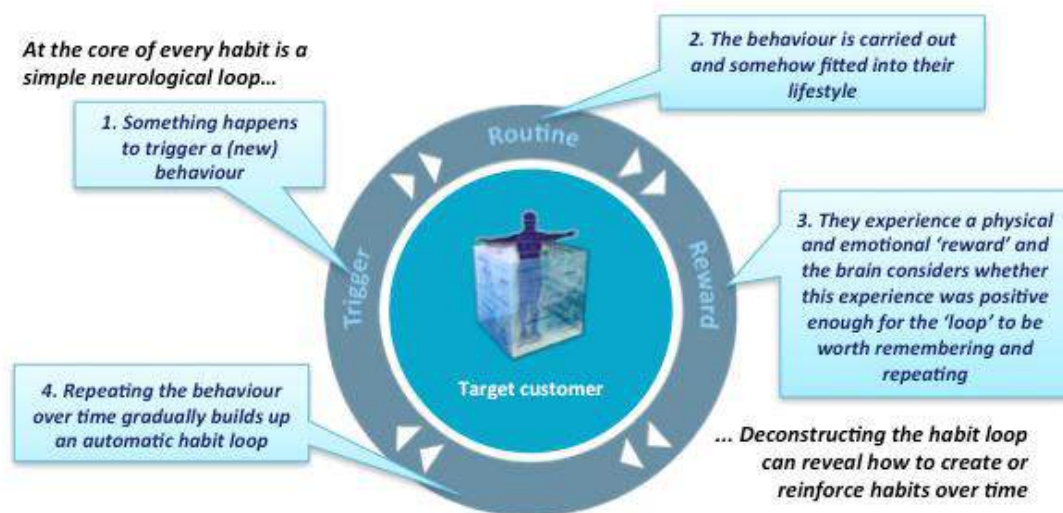 At the core of every habit is a
simple neurological loop...
1. Something happens
to trigger a (new)
behaviour
2. The behaviour is carried out
and somehow fitted into their
lifestyle
Routine
Trigger
Reward
3. They experience a physical
and emotional ‘reward’ and
the brain considers whether
this experience was positive
enough for the ‘loop’ to be
worth remembering and
repeating
Target customer
4. Repeating the behaviour
over time gradually builds up
an automatic habit loop
... Deconstructing the habit loop
can reveal how to create or
reinforce habits over time